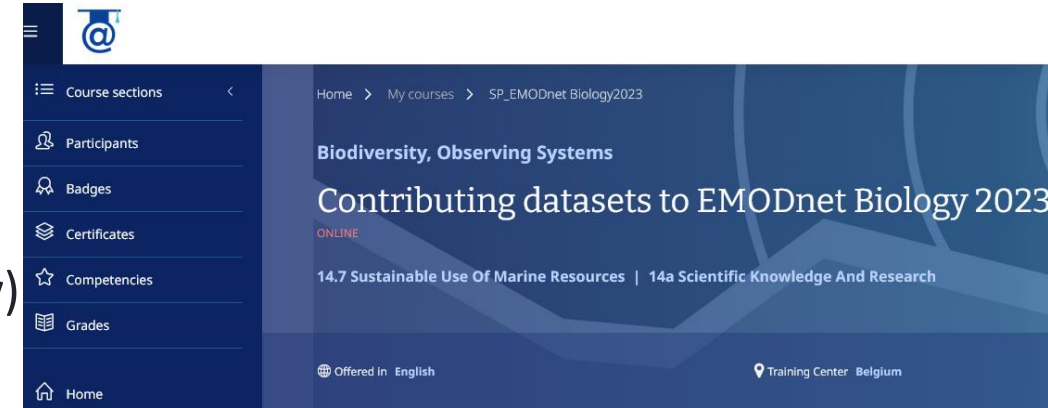 @
Course sections
Participants
Badges
Certificates
Competencies
Grades
Home
Home > My courses > SP_EMODnet Biology2023
Biodiversity, Observing Systems
Contributing datasets to EMODnet Biology 2023
ONLINE
14.7 Sustainable Use Of Marine Resources | 14a Scientific Knowledge And Research
Offered in English
Training Center Belgium